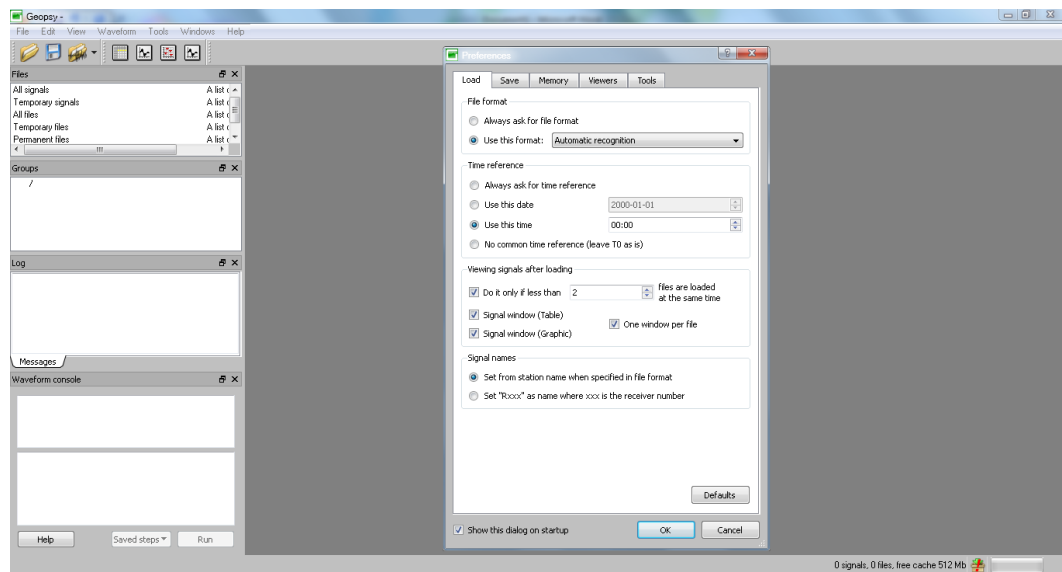 Geopsy -
File Edit View Waveform Tools Windows Help
Files
All signals A list
Temporary signals A list
All files A list
Temporary files A list
Permanent files A list
Groups
/
Log
Messages
Waveform console
Help Saved steps Run
Preferences
Load Save Memory Viewers Tools
File format
Always ask for file format
Use this format: Automatic recognition
Time reference
Always ask for time reference
Use this date 2000-01-01
Use this time 00:00
No common time reference (leave T0 as is)
Viewing signals after loading
Do it only if less than 2 files are loaded
at the same time
Signal window (Table)
One window per file
Signal window (Graphic)
Signal names
Set from station name when specified in file format
Set "Rxxx" as name where xxx is the receiver number
Defaults
Show this dialog on startup OK Cancel
0 signals, 0 files, free cache 512 Mb